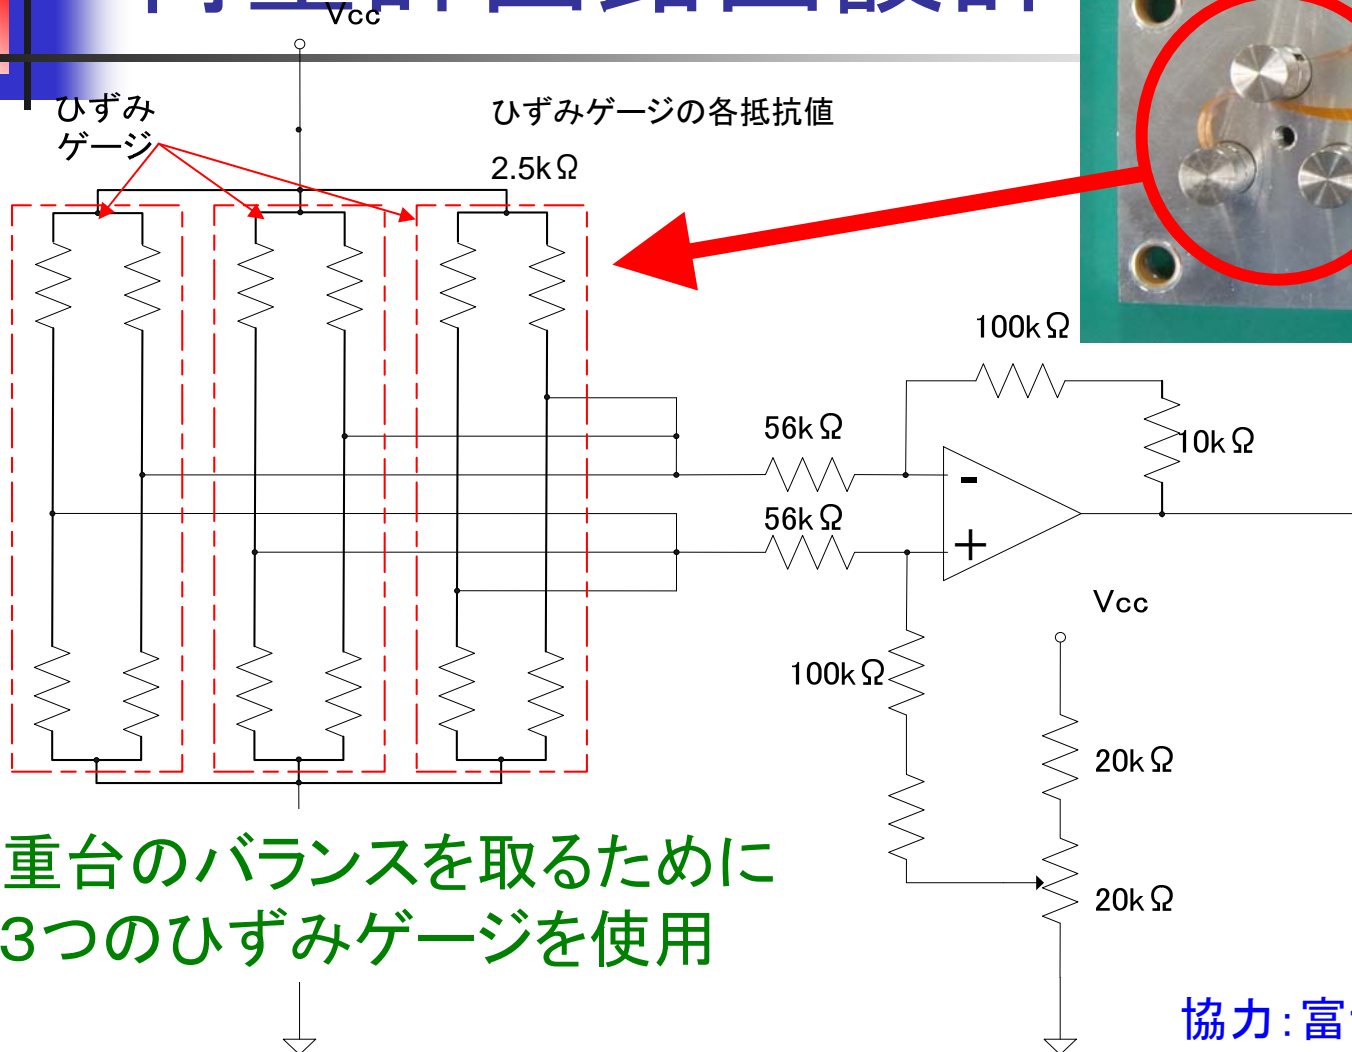 Vcc
ひずみ
ゲージ
ひずみゲージの各抵抗値
2.5kΩ
100kΩ
56kΩ
10kΩ
-
56kΩ
+
Vcc
100kΩ
20kΩ
20kΩ
重台のバランスを取るために
3つのひずみゲージを使用
協力:富